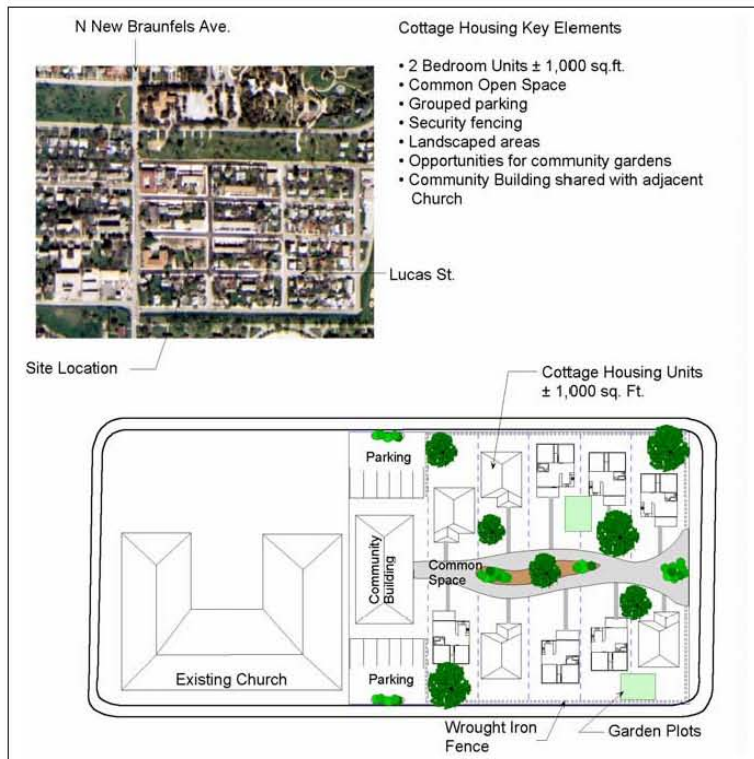 N New Braunfels Ave.
Cottage Housing Key Elements
• 2 Bedroom Units ± 1,000 sq.ft.
• Common Open Space
• Grouped parking
• Security fencing
• Landscaped areas
• Opportunities for community gardens
• Community Building shared with adjacent
Church
Lucas St.
Site Location
Cottage Housing Units
± 1,000 sq. Ft.
Parking
Community
Building
Common
Space
Existing Church
Parking
Wrought Iron
Fence
Garden Plots